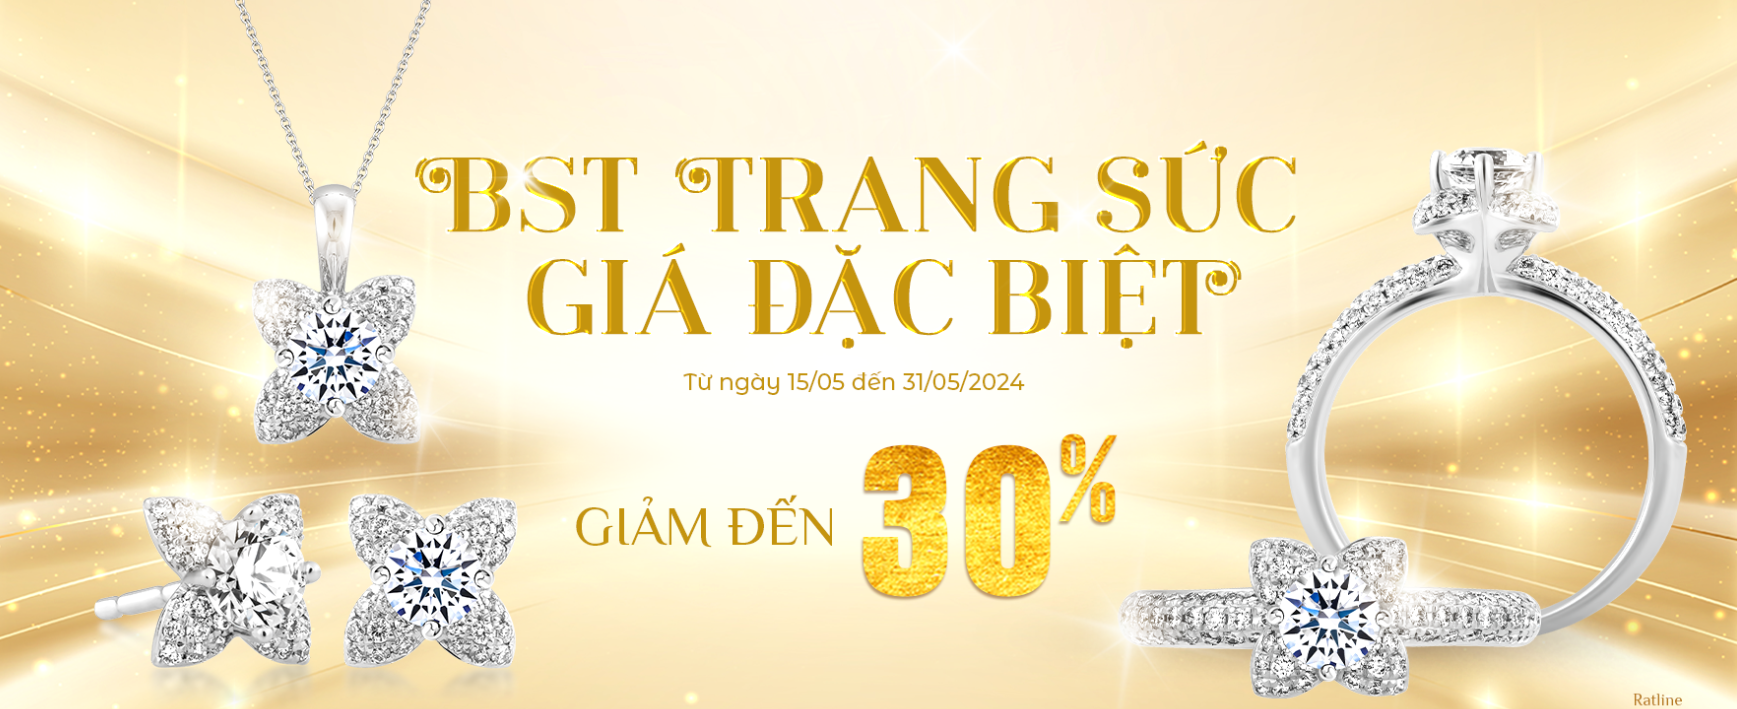 BST TRANG SỨC
GIÁ ĐẶC BIỆT
Từ ngày 15/05 đến 31/05/2024
GIẢM ĐẾN 30%
Ratline